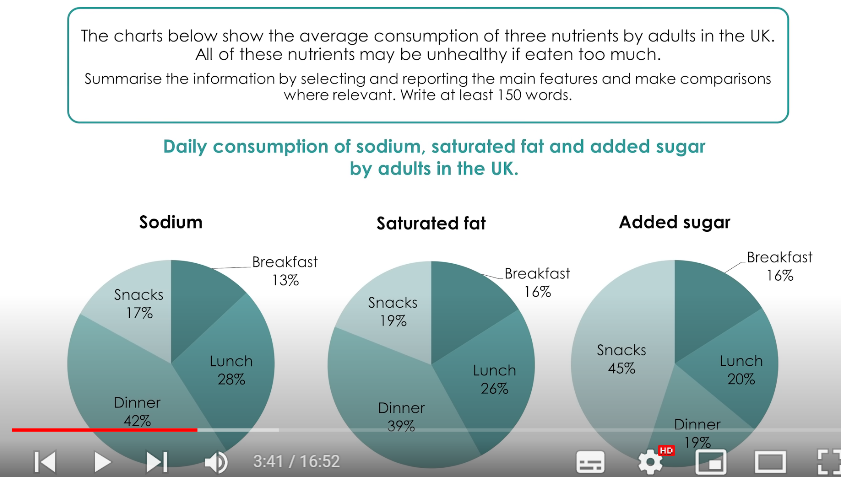 The charts below show the average consumption of three nutrients by adults in the UK.
All of these nutrients may be unhealthy if eaten too much.
Summarise the information by selecting and reporting the main features and make comparisons
where relevant. Write at least 150 words.
Daily consumption of sodium, saturated fat and added sugar
by adults in the UK.
Sodium
Breakfast
13%
Snacks
17%
Lunch
28%
Dinner
42%
Saturated fat
Breakfast
16%
Snacks
19%
Lunch
26%
Dinner
39%
Added sugar
Breakfast
16%
Snacks
45%
Lunch
20%
Dinner
19%
3:41 / 16:52
HD